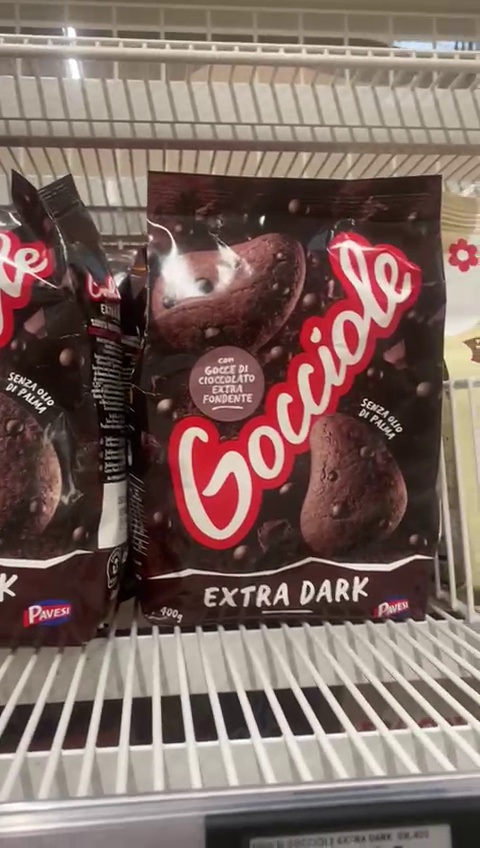 Gocciole
CON
GOCCE DI
CIOCCOLATO
EXTRA
FONDENTE
SENZA OLIO
DI PALMA
EXTRA DARK
400g
PAVESI
SENZA OLIO
DI PALMA
K
PAVESI